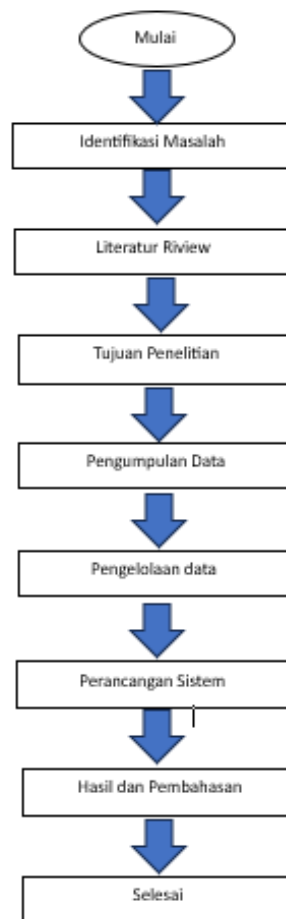 Mulai
Identifikasi Masalah
Literatur Riview
Tujuan Penelitian
Pengumpulan Data
Pengelolaan data
Perancangan Sistem
Hasil dan Pembahasan
Selesai